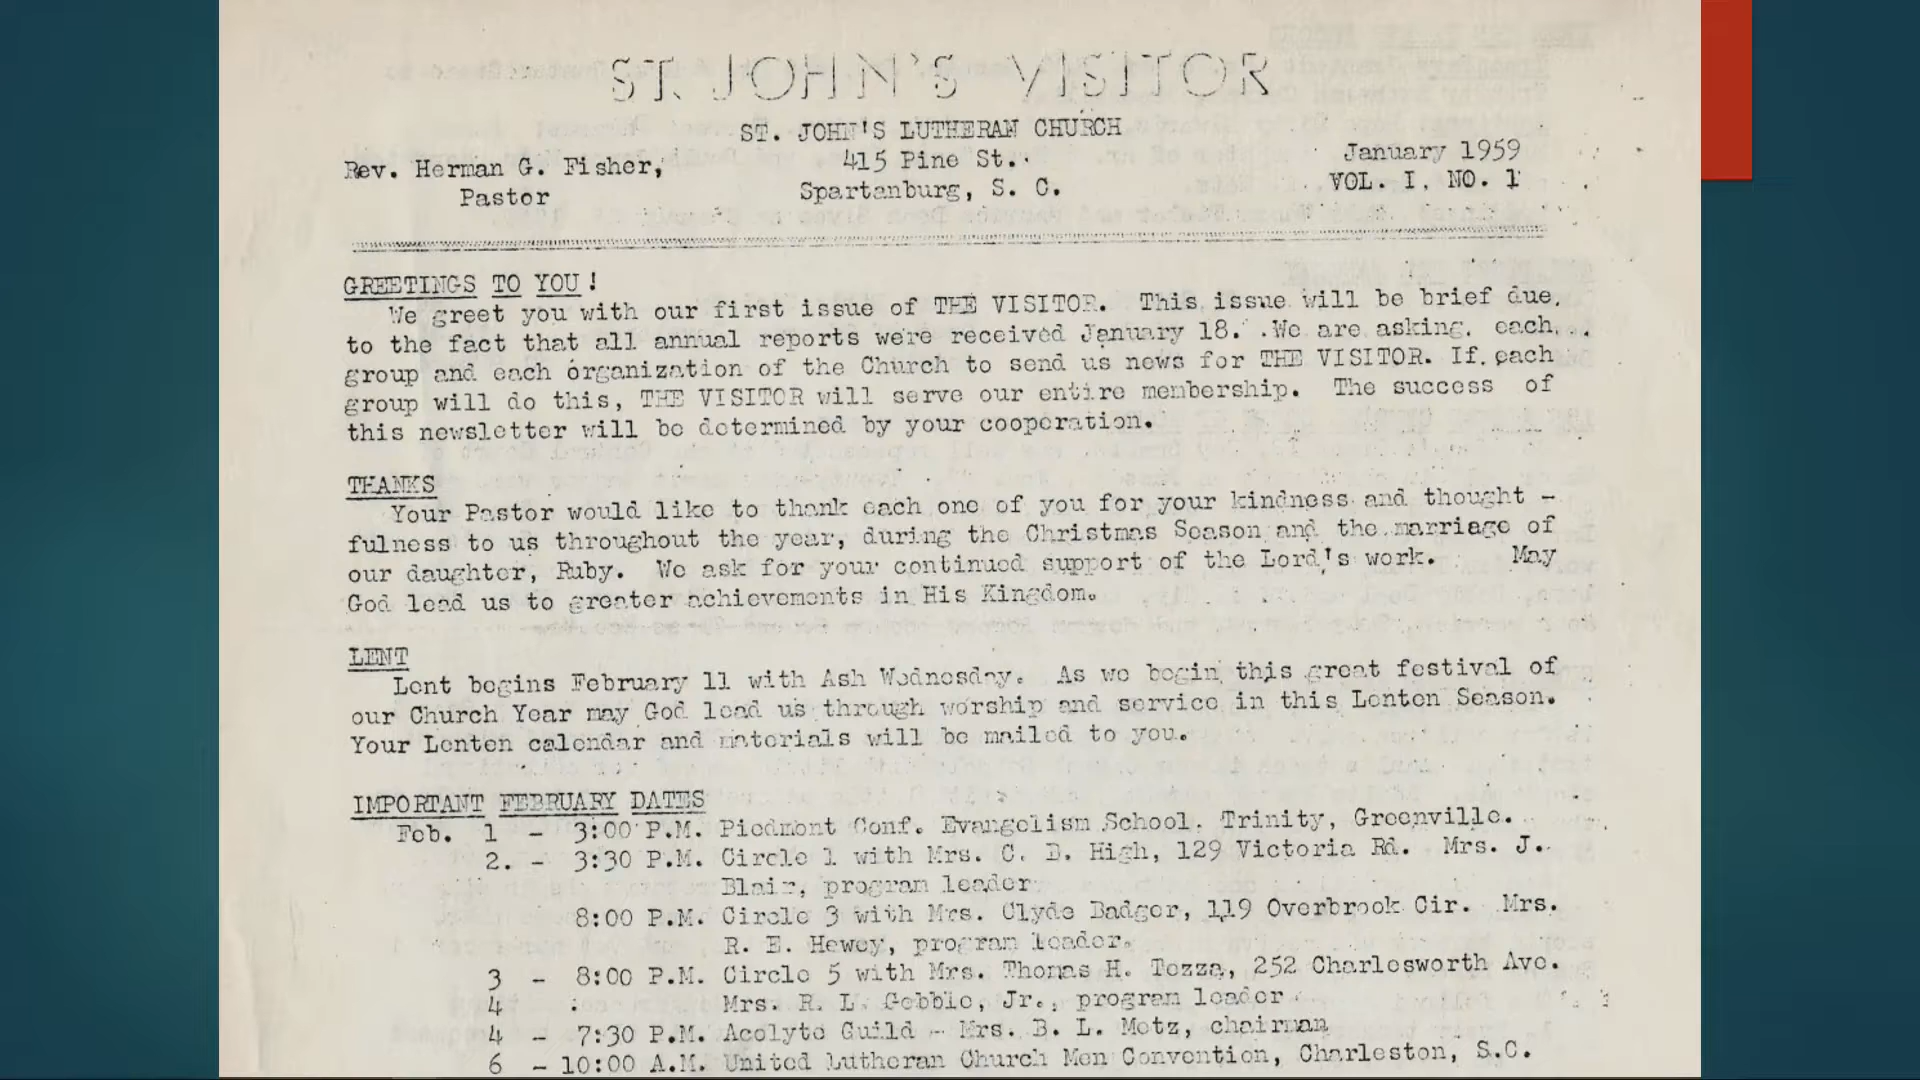 ST. JOHN'S VISITOR
ST. JOHN'S LUTHERAN CHURCH
Rev. Herman G. Fisher, 415 Pine St. January 1959
Pastor Spartanburg, S. C. VOL. I, NO. 1
GREETINGS TO YOU!
We greet you with our first issue of THE VISITOR. This issue will be brief due
to the fact that all annual reports were received January 18. We are asking each
group and each organization of the Church to send us news for THE VISITOR. If each
group will do this, THE VISITOR will serve our entire membership. The success of
this newsletter will be determined by your cooperation.
THANKS
Your Pastor would like to thank each one of you for your kindness and thought -
fulness to us throughout the year, during the Christmas Season and the marriage of
our daughter, Ruby. We ask for your continued support of the Lord's work. May
God lead us to greater achievements in His Kingdom.
LENT
Lent begins February 11 with Ash Wednesday. As we begin this great festival of
our Church Year may God lead us through worship and service in this Lenten Season.
Your Lenten calendar and materials will be mailed to you.
IMPORTANT FEBRUARY DATES
Feb. 1 - 3:00 P.M. Piedmont Conf. Evangelism School. Trinity, Greenville.
2. - 3:30 P.M. Circle 1 with Mrs. C. D. High, 129 Victoria Rd. Mrs. J.
Blair, program leader
8:00 P.M. Circle 3 with Mrs. Clyde Badger, 119 Overbrook Cir. Mrs.
R. E. Hewey, program leader.
3 - 8:00 P.M. Circle 5 with Mrs. Thomas H. Tezza, 252 Charlesworth Ave.
4 : Mrs. R. L. Gebbie, Jr., program leader
4 - 7:30 P.M. Acolyte Guild - Mrs. B. L. Metz, chairman
6 - 10:00 A.M. United Lutheran Church Men Convention, Charleston, S.C.